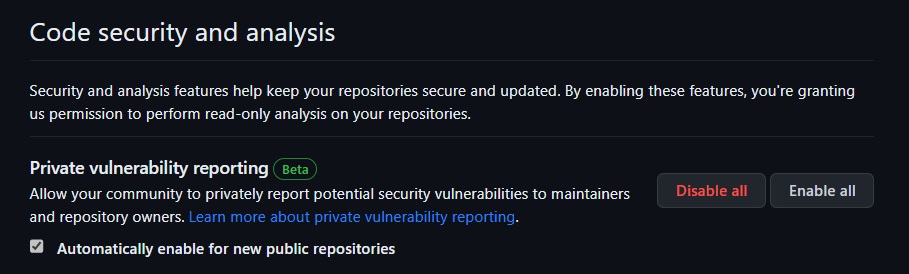 Code security and analysis
Security and analysis features help keep your repositories secure and updated. By enabling these features, you're granting
us permission to perform read-only analysis on your repositories.
Private vulnerability reporting Beta
Allow your community to privately report potential security vulnerabilities to maintainers
and repository owners. Learn more about private vulnerability reporting.
Disable all Enable all
Automatically enable for new public repositories